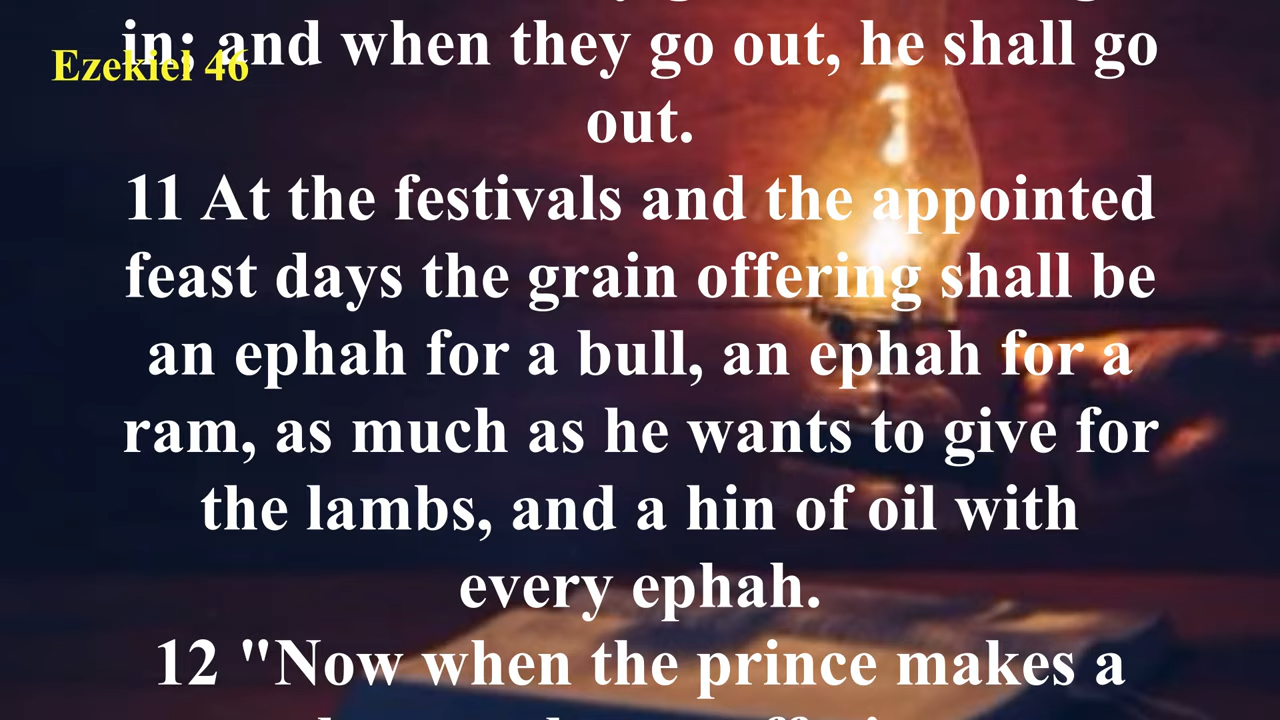 Ezekiel 46
in; and when they go out, he shall go
out.
11 At the festivals and the appointed
feast days the grain offering shall be
an ephah for a bull, an ephah for a
ram, as much as he wants to give for
the lambs, and a hin of oil with
every ephah.
12 "Now when the prince makes a